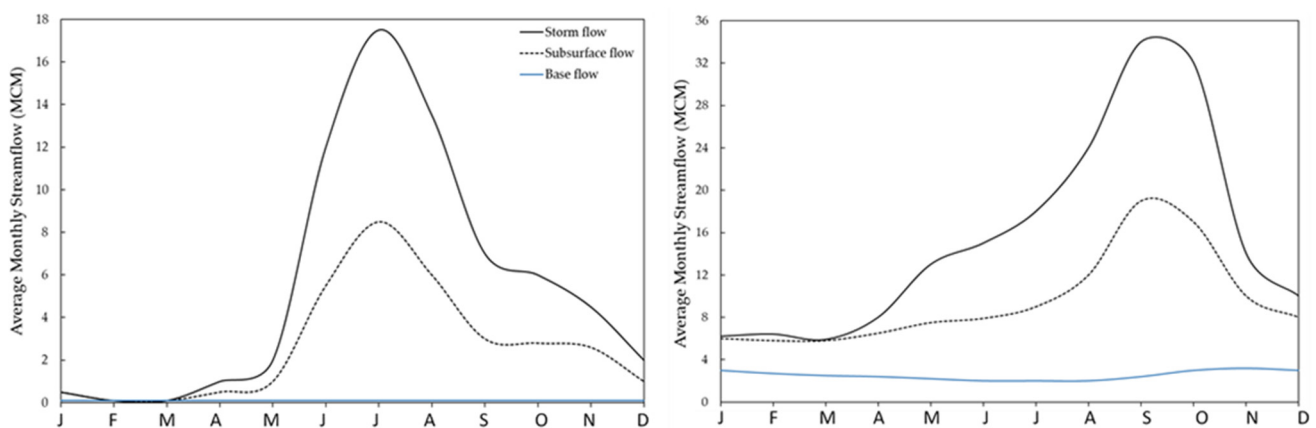 Average Monthly Streamflow (MCM)
18
16
14
12
10
8
6
4
2
0
J F M A M J J A S O N D
Storm flow
Subsurface flow
Base flow
Average Monthly Streamflow (MCM)
36
32
28
24
20
16
12
8
4
0
J F M A M J J A S O N D